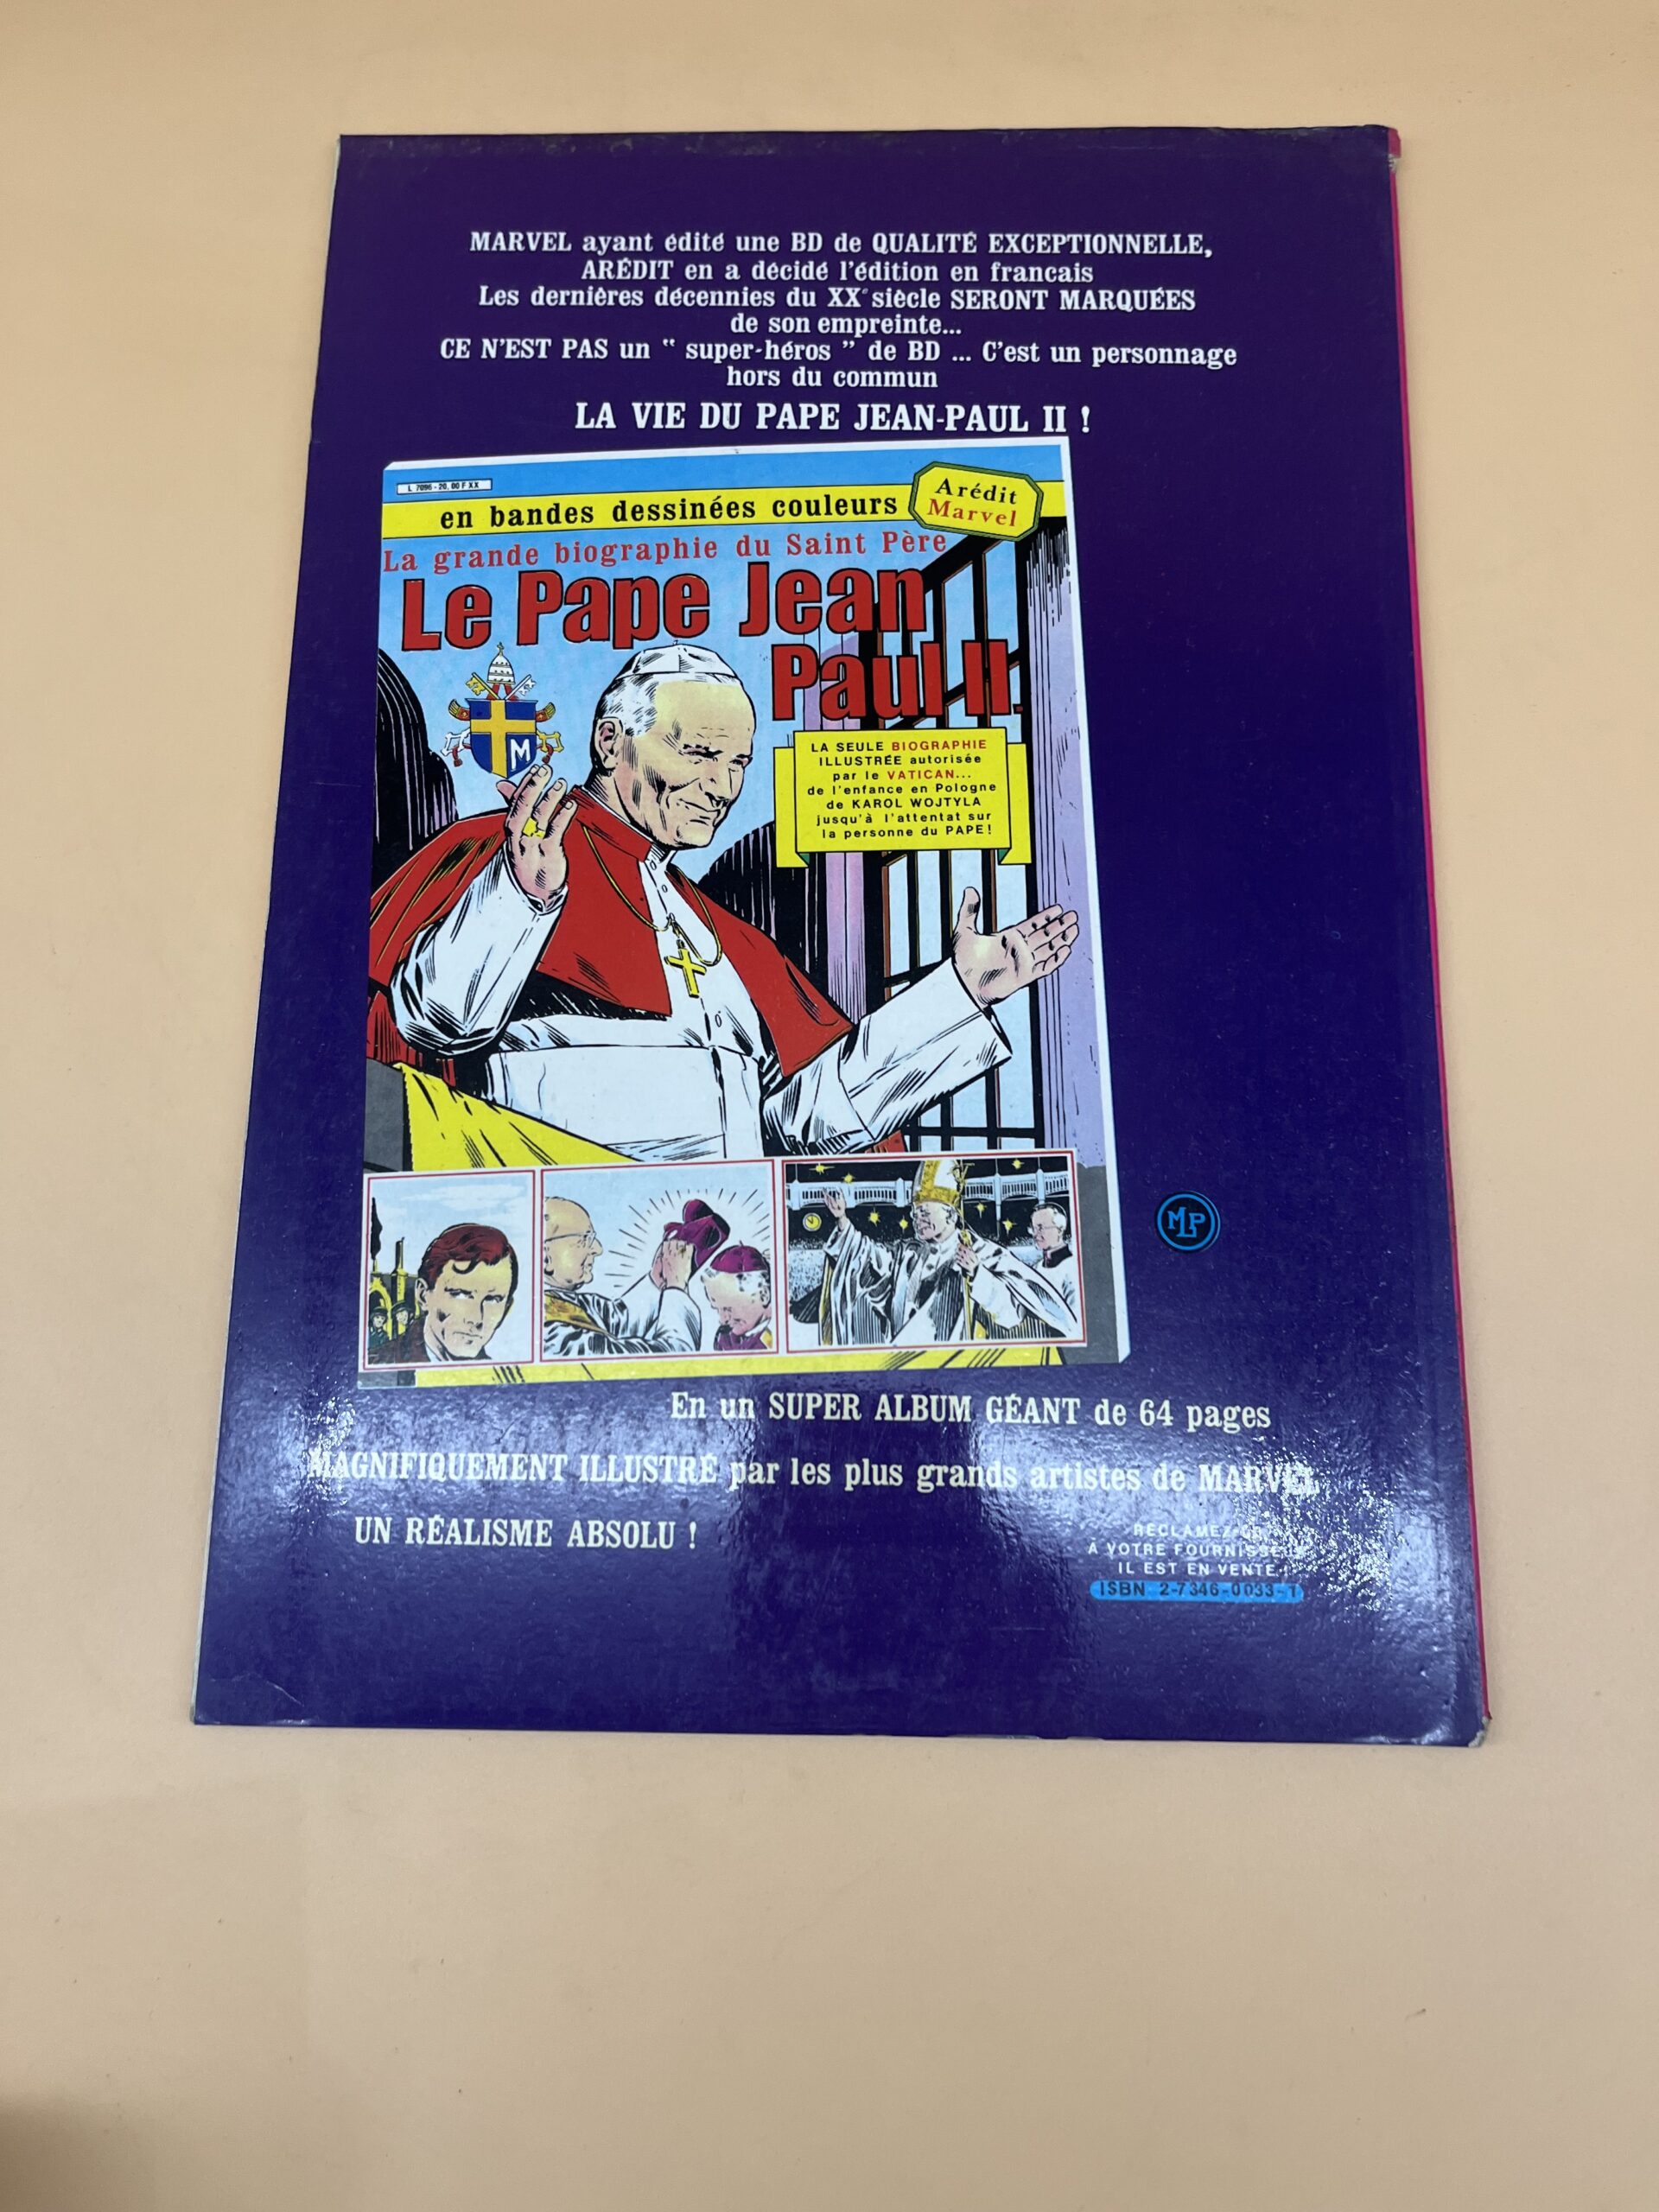 MARVEL ayant édité une BD de QUALITÉ EXCEPTIONNELLE,
ARÉDIT en a décidé l'édition en francais
Les dernières décennies du XXe siècle SERONT MARQUÉES
de son empreinte...
CE N'EST PAS un " super-héros " de BD ... C'est un personnage
hors du commun
LA VIE DU PAPE JEAN-PAUL II !
L 7096 - 20,00 F XX
en bandes dessinées couleurs
Arédit
Marvel
La grande biographie du Saint Père
Le Pape Jean
Paul II.
M
LA SEULE BIOGRAPHIE
ILLUSTRÉE autorisée
par le VATICAN...
de l'enfance en Pologne
de KAROL WOJTYLA
jusqu'à l'attentat sur
la personne du PAPE!
MLP
En un SUPER ALBUM GÉANT de 64 pages
MAGNIFIQUEMENT ILLUSTRÉ par les plus grands artistes de MARVEL
UN RÉALISME ABSOLU !
À VOTRE
IL EST EN VENTE
ISBN 2-7346-0033-1